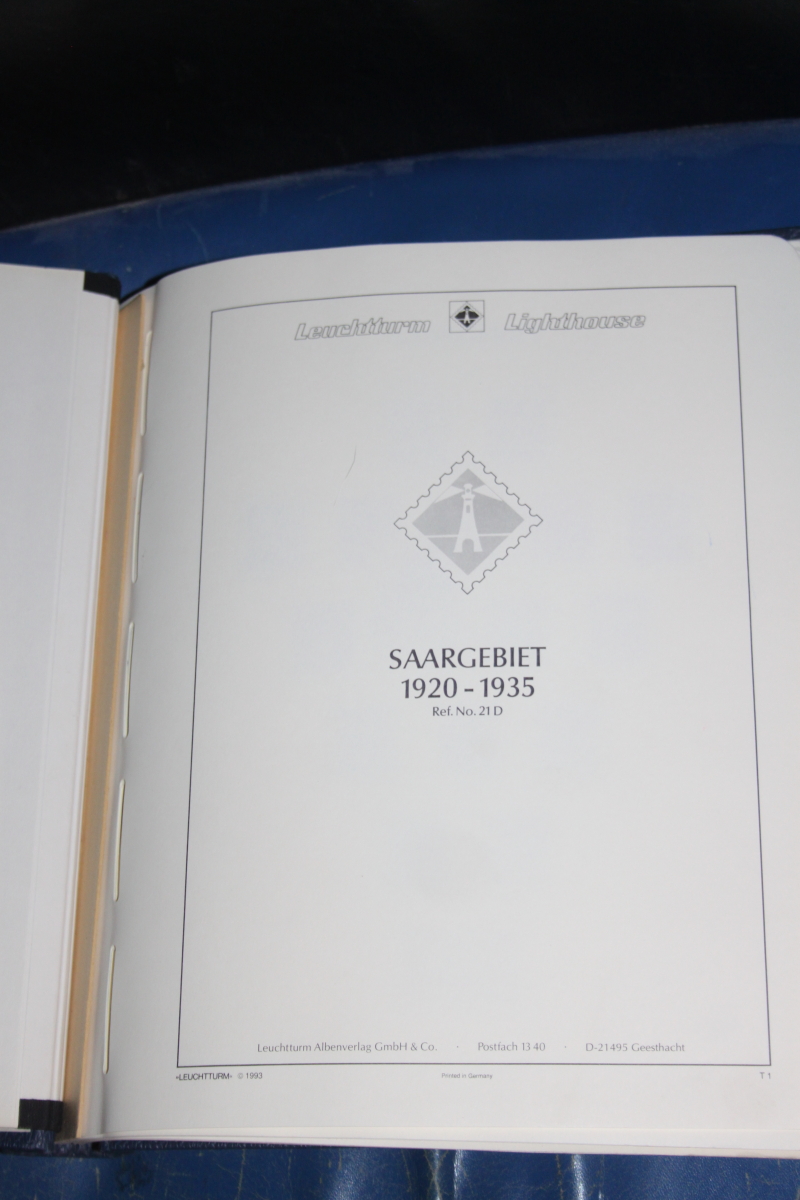 Leuchtturm Lighthouse
SAARGEBIET
1920 - 1935
Ref. No. 21 D
Leuchtturm Albenverlag GmbH & Co. · Postfach 13 40 · D-21495 Geesthacht
»LEUCHTTURM« © 1993 Printed in Germany T 1